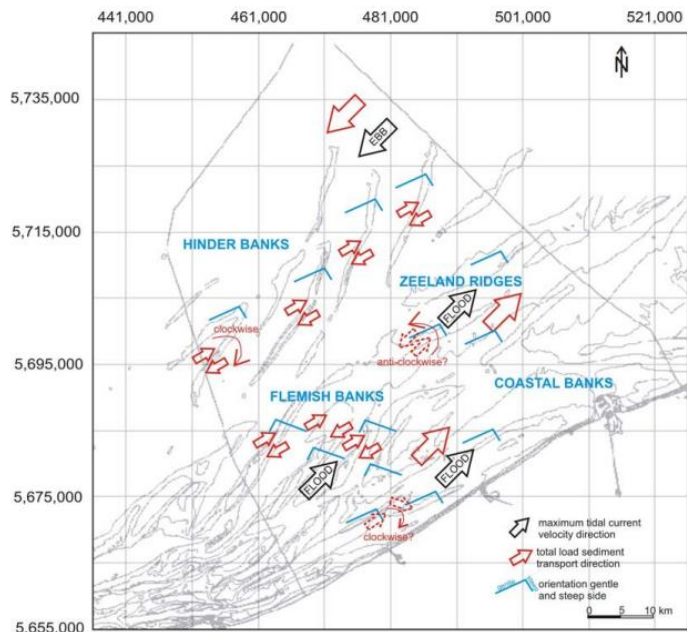 441,000 461,000 481,000 501,000 521,000
N
5,735,000
EBB
5,715,000
HINDER BANKS
ZEELAND RIDGES
FLOOD
clockwise
5,695,000
anti-clockwise?
COASTAL BANKS
FLEMISH BANKS
FLOOD
FLOOD
5,675,000
clockwise?
maximum tidal current
velocity direction
total load sediment
transport direction
gentle
orientation gentle
and steep side
0 5 10 km
5,655,000